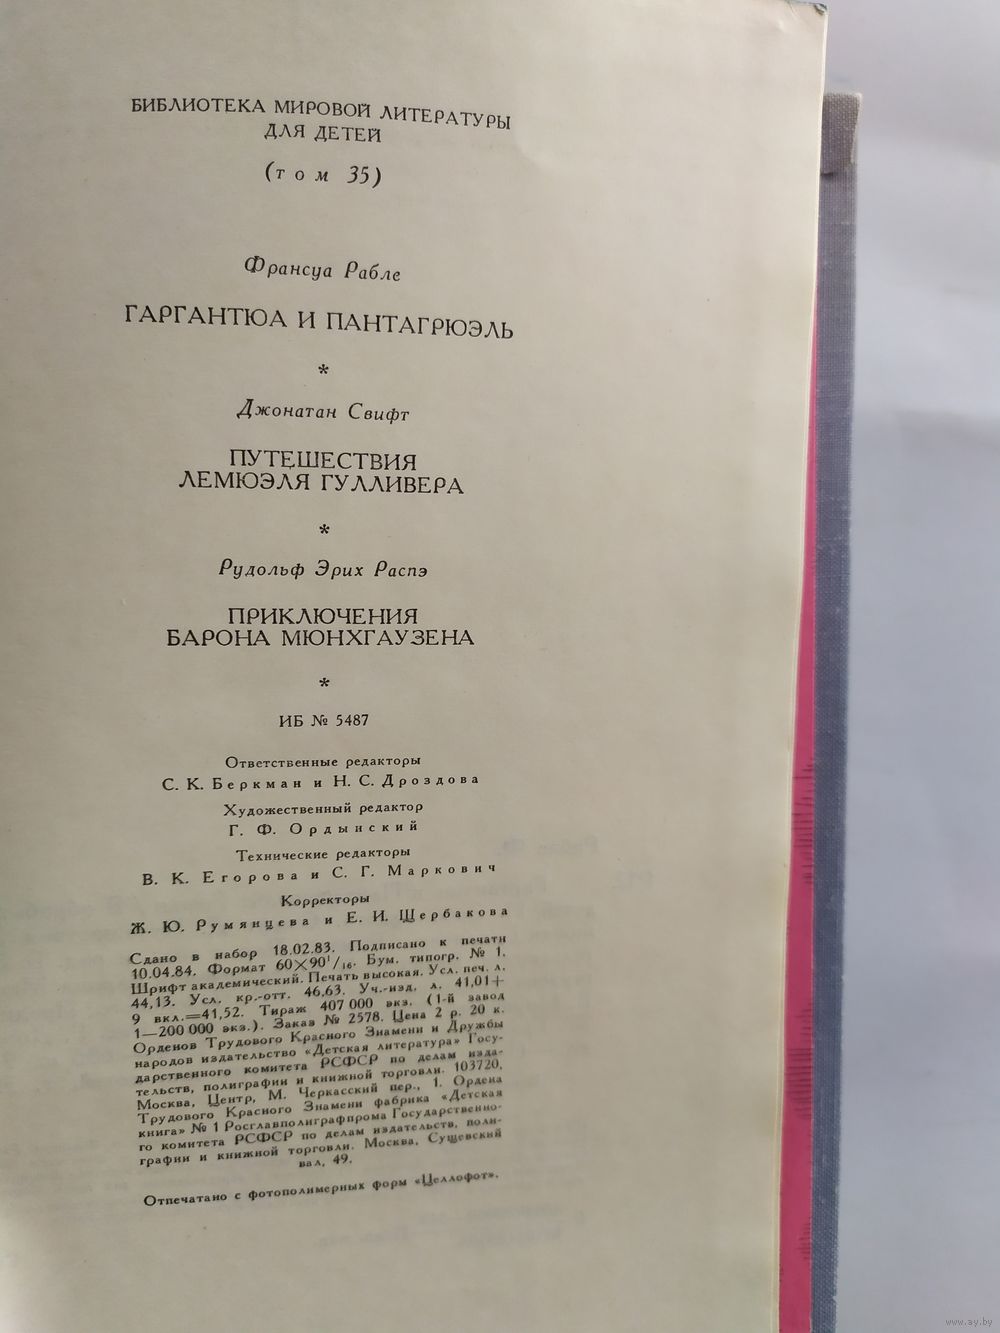 БИБЛИОТЕКА МИРОВОЙ ЛИТЕРАТУРЫ
ДЛЯ ДЕТЕЙ
(том 35)
Франсуа Рабле
ГАРГАНТЮА И ПАНТАГРЮЭЛЬ
*
Джонатан Свифт
ПУТЕШЕСТВИЯ
ЛЕМЮЭЛЯ ГУЛЛИВЕРА
*
Рудольф Эрих Распэ
ПРИКЛЮЧЕНИЯ
БАРОНА МЮНХГАУЗЕНА
*
ИБ № 5487
Ответственные редакторы
С. К. Беркман и Н. С. Дроздова
Художественный редактор
Г. Ф. Ордынский
Технические редакторы
В. К. Егорова и С. Г. Маркович
Корректоры
Ж. Ю. Румянцева и Е. И. Щербакова
Сдано в набор 18.02.83. Подписано к печати
10.04.84. Формат 60×90¹/₁₆. Бум. типогр. № 1.
Шрифт академический. Печать высокая. Усл. печ. л.
44,13. Усл. кр.-отт. 46,63. Уч.-изд. л. 41,01+
9 вкл.=41,52. Тираж 407 000 экз. (1-й завод
1—200 000 экз.). Заказ № 2578. Цена 2 р. 20 к.
Орденов Трудового Красного Знамени и Дружбы
народов издательство «Детская литература» Госу-
дарственного комитета РСФСР по делам изда-
тельств, полиграфии и книжной торговли. 103720,
Москва, Центр, М. Черкасский пер., 1. Ордена
Трудового Красного Знамени фабрика «Детская
книга» № 1 Росглавполиграфпрома Государственно-
го комитета РСФСР по делам издательств, поли-
графии и книжной торговли. Москва, Сущевский
вал, 49.
Отпечатано с фотополимерных форм «Целлофот».
www.ay.by